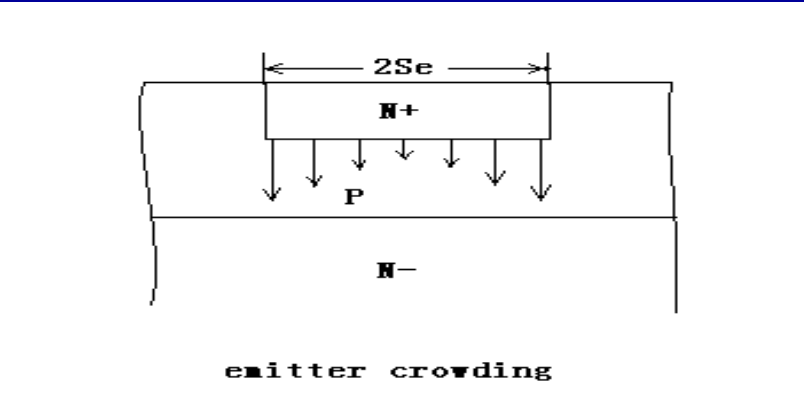 2Se
N+
P
N-
emitter crowding